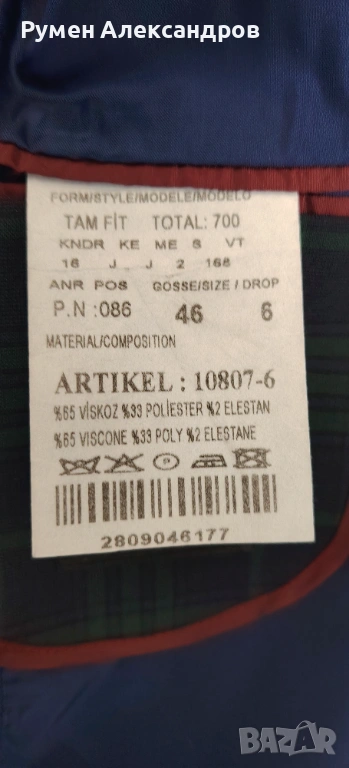 Румен Александров
FORM/STYLE/MODELE/MODELO
TAM FİT TOTAL: 700
KNDR KE ME S VT
16 J J 2 168
ANR POS GOSSE/SIZE / DROP
P.N :086 46 6
MATERIAL/COMPOSITION
ARTIKEL : 10807-6
%65 VİSKOZ %33 POLİESTER %2 ELESTAN
%65 VISCONE %33 POLY %2 ELESTANE
2809046177
BAZAR